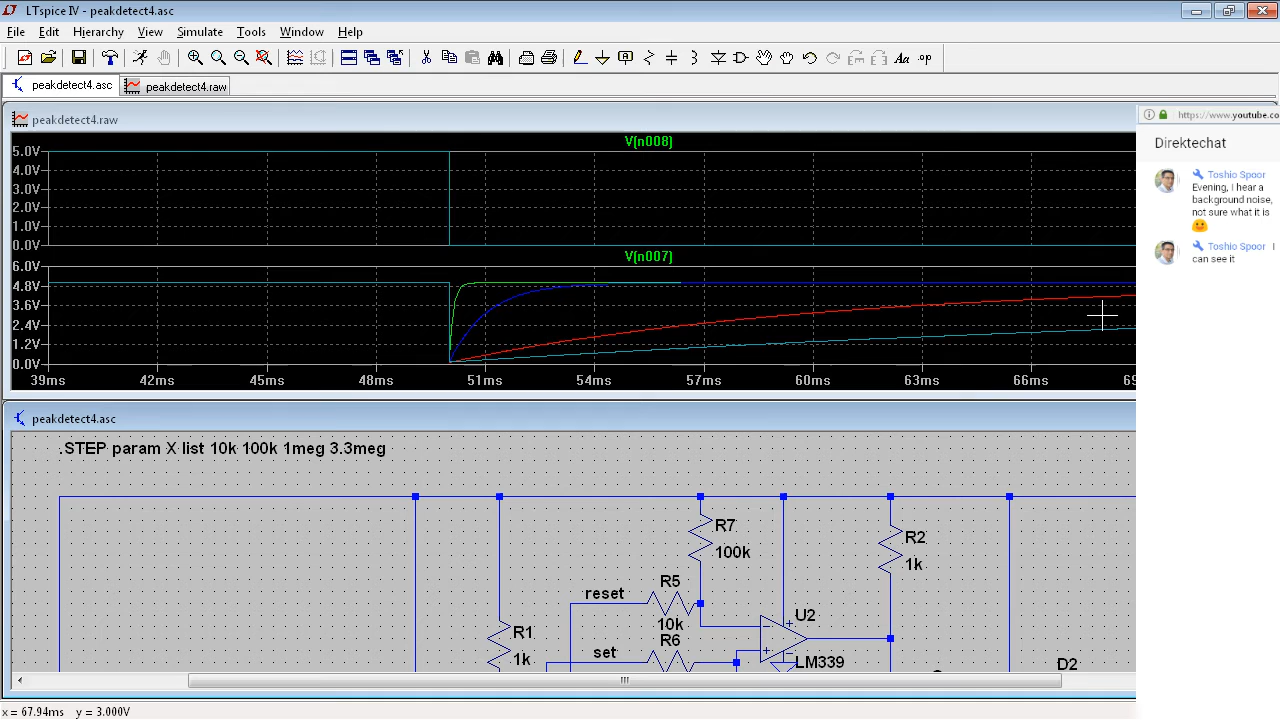 LTspice IV - peakdetect4.asc
File Edit Hierarchy View Simulate Tools Window Help
Aa .op
peakdetect4.asc peakdetect4.raw
peakdetect4.raw
V(n008)
5.0V
4.0V
3.0V
2.0V
1.0V
0.0V
V(n007)
6.0V
4.8V
3.6V
2.4V
1.2V
0.0V
39ms 42ms 45ms 48ms 51ms 54ms 57ms 60ms 63ms 66ms 69
https://www.youtube.co
Direktechat
Toshio Spoor
Evening, I hear a
background noise,
not sure what it is
Toshio Spoor I
can see it
peakdetect4.asc
.STEP param X list 10k 100k 1meg 3.3meg
R7
100k
R2
1k
R5
reset
10k
R6
set
U2
LM339
R1
1k
D2
x = 67.94ms y = 3.000V